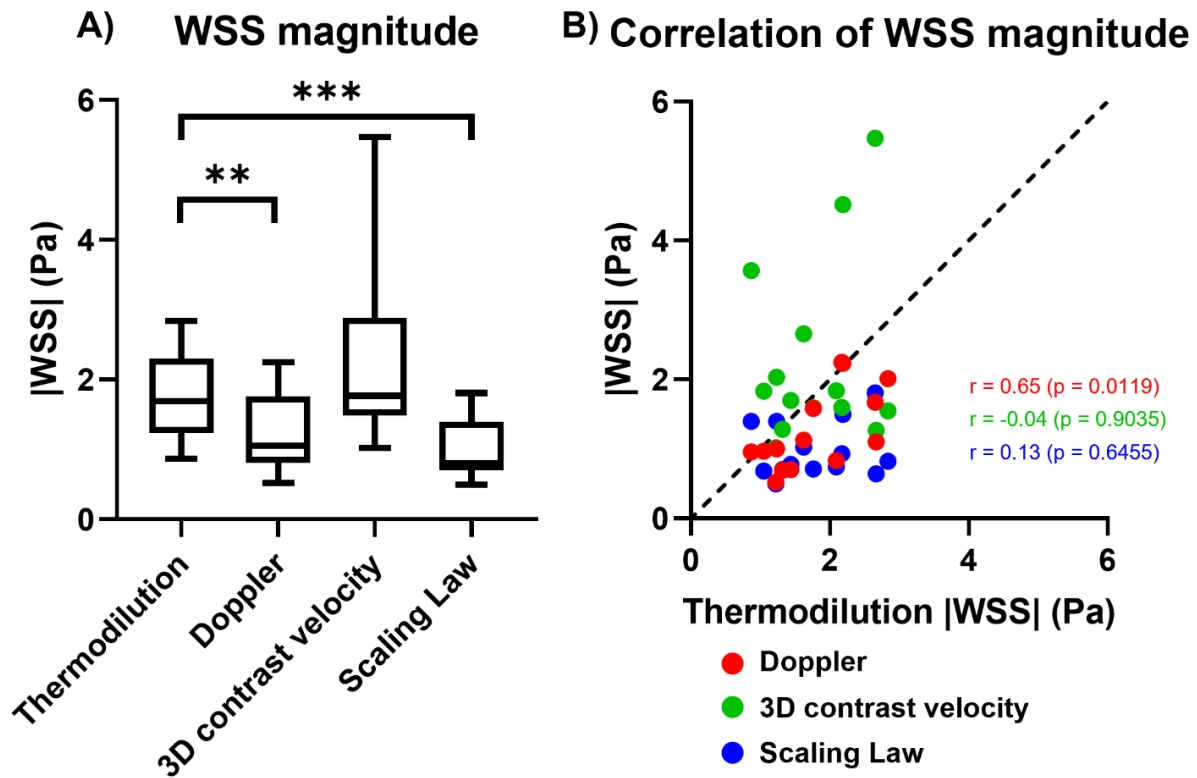 A) WSS magnitude
***
**
|WSS| (Pa)
6
4
2
0
Thermodilution
Doppler
3D contrast velocity
Scaling Law
B) Correlation of WSS magnitude
|WSS| (Pa)
6
4
2
0
r = 0.65 (p = 0.0119)
r = -0.04 (p = 0.9035)
r = 0.13 (p = 0.6455)
0 2 4 6
Thermodilution |WSS| (Pa)
Doppler
3D contrast velocity
Scaling Law